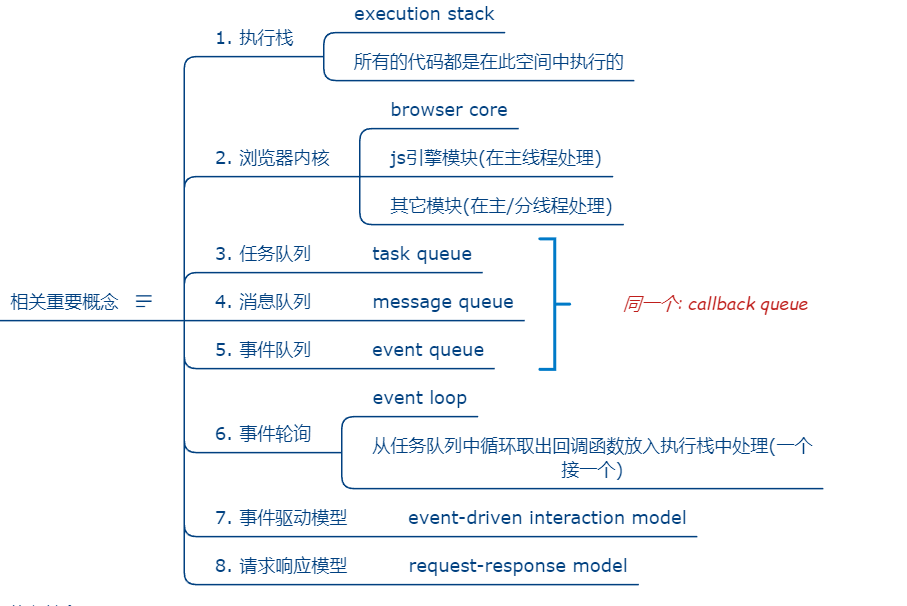 execution stack
1. 执行栈
所有的代码都是在此空间中执行的
browser core
2. 浏览器内核
js引擎模块(在主线程处理)
其它模块(在主/分线程处理)
3. 任务队列 task queue
相关重要概念
4. 消息队列 message queue
同一个: callback queue
5. 事件队列 event queue
event loop
6. 事件轮询
从任务队列中循环取出回调函数放入执行栈中处理(一个
接一个)
7. 事件驱动模型 event-driven interaction model
8. 请求响应模型 request-response model